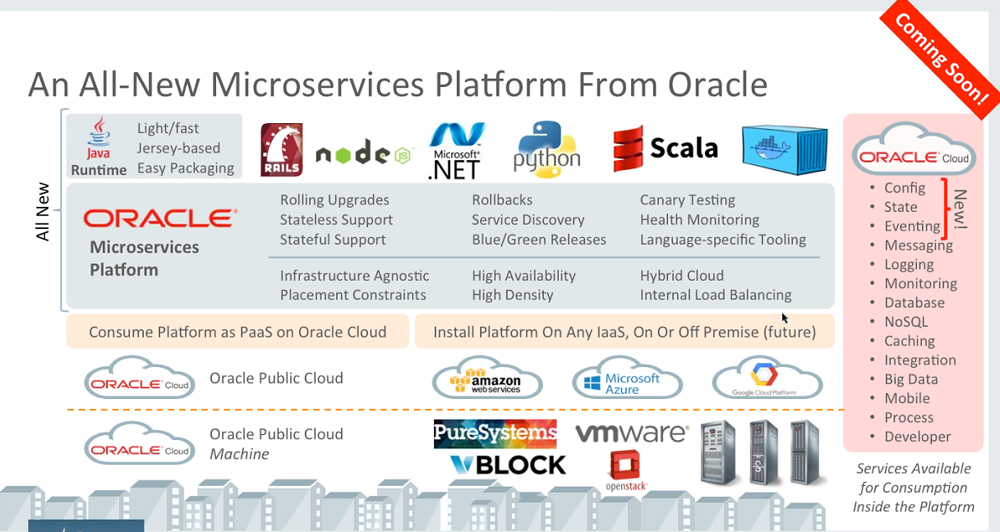 Coming Soon!
An All-New Microservices Platform From Oracle
All New
Java
Runtime
Light/fast
Jersey-based
Easy Packaging
RAILS
node
JS
Microsoft®
.NET
python
Scala
ORACLE®
Microservices
Platform
Rolling Upgrades
Stateless Support
Stateful Support
Rollbacks
Service Discovery
Blue/Green Releases
Canary Testing
Health Monitoring
Language-specific Tooling
Infrastructure Agnostic
Placement Constraints
High Availability
High Density
Hybrid Cloud
Internal Load Balancing
Consume Platform as PaaS on Oracle Cloud
Install Platform On Any IaaS, On Or Off Premise (future)
ORACLE® Cloud
Oracle Public Cloud
amazon
web services
Microsoft
Azure
Google Cloud Platform
ORACLE® Cloud
Oracle Public Cloud
Machine
PureSystems
VBLOCK
vmware®
openstack
ORACLE® Cloud
• Config
• State
• Eventing
New!
• Messaging
• Logging
• Monitoring
• Database
• NoSQL
• Caching
• Integration
• Big Data
• Mobile
• Process
• Developer
Services Available
for Consumption
Inside the Platform